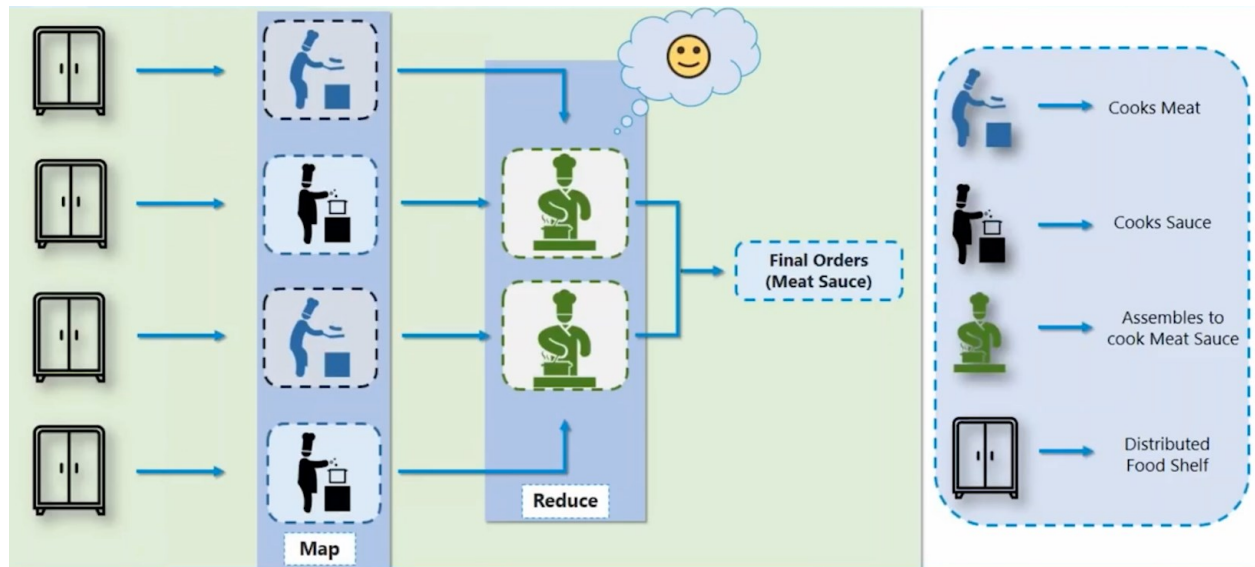 Final Orders
(Meat Sauce)
Reduce
Map
Cooks Meat
Cooks Sauce
Assembles to
cook Meat Sauce
Distributed
Food Shelf